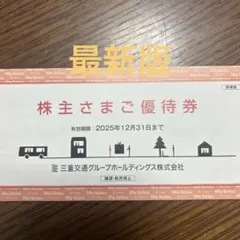 最新版
株主さまご優待券
有効期間：2025年12月31日まで
三重交通グループホールディングス株式会社